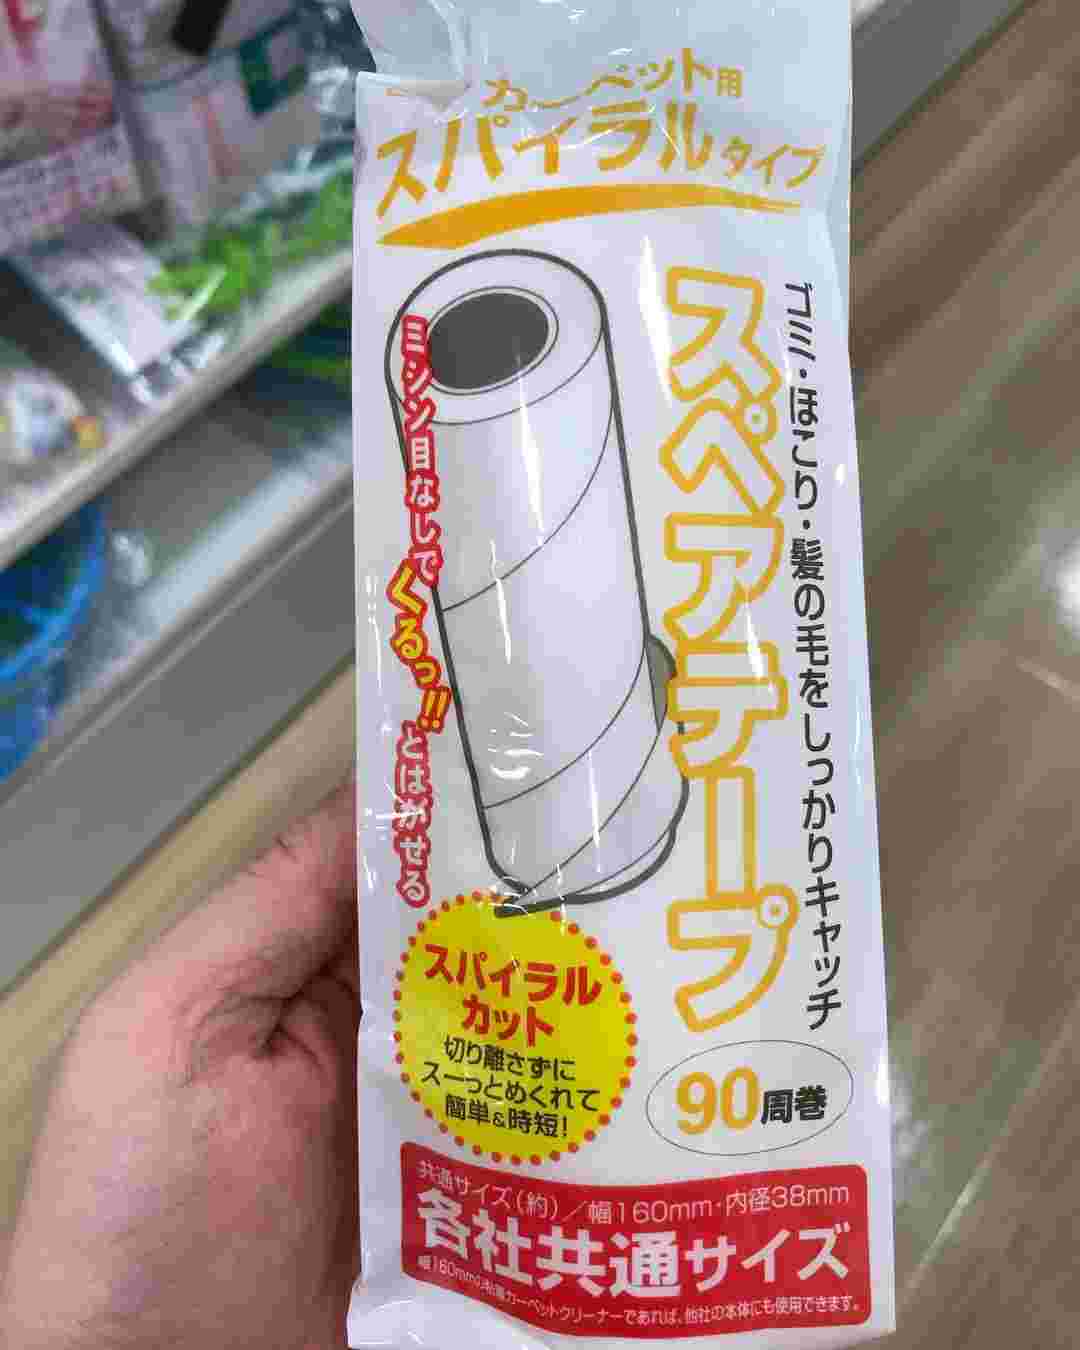 カーペット用
スパイラルタイプ
ゴミ・ほこり・髪の毛をしっかりキャッチ
スペアテープ
ミシン目なしでくるっ!!とはがせる
スパイラル
カット
切り離さずに
スーっとめくれて
簡単&時短!
90周巻
共通サイズ(約)/幅160mm・内径38mm
各社共通サイズ
幅160mmの粘着カーペットクリーナーであれば、他社の本体にも使用できます。